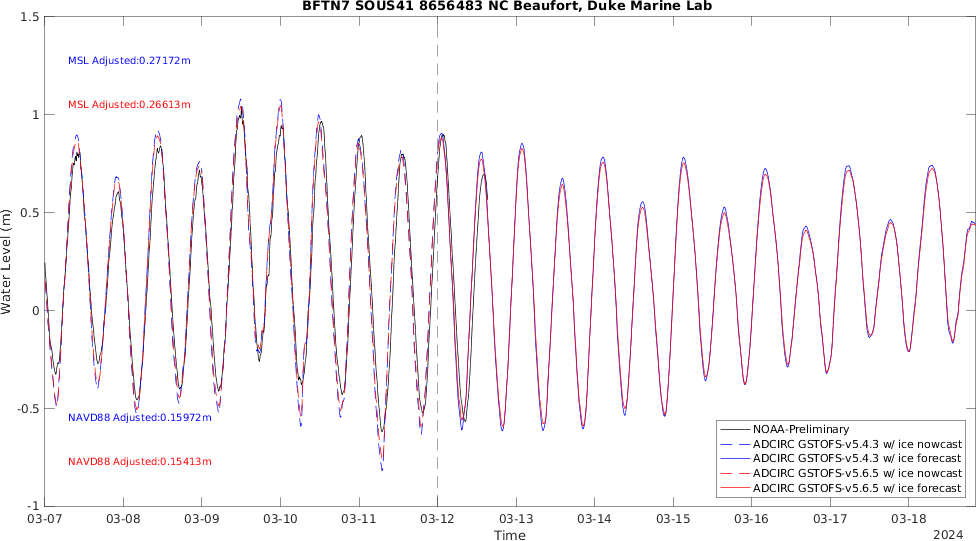 BFTN7 SOUS41 8656483 NC Beaufort, Duke Marine Lab
1.5
MSL Adjusted:0.27172m
MSL Adjusted:0.26613m
1
0.5
Water Level (m)
0
-0.5
NAVD88 Adjusted:0.15972m
NAVD88 Adjusted:0.15413m
-1
NOAA-Preliminary
ADCIRC GSTOFS-v5.4.3 w/ ice nowcast
ADCIRC GSTOFS-v5.4.3 w/ ice forecast
ADCIRC GSTOFS-v5.6.5 w/ ice nowcast
ADCIRC GSTOFS-v5.6.5 w/ ice forecast
03-07 03-08 03-09 03-10 03-11 03-12 03-13 03-14 03-15 03-16 03-17 03-18
Time
2024